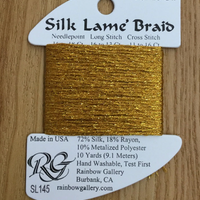 Silk Lamé Braid
Needlepoint Long Stitch Cross Stitch
Made in USA
72% Silk, 18% Rayon,
10% Metalized Polyester
10 Yards (9.1 Meters)
Hand Washable, Test First
RG
Rainbow Gallery
Burbank, CA
SL145
rainbowgallery.com